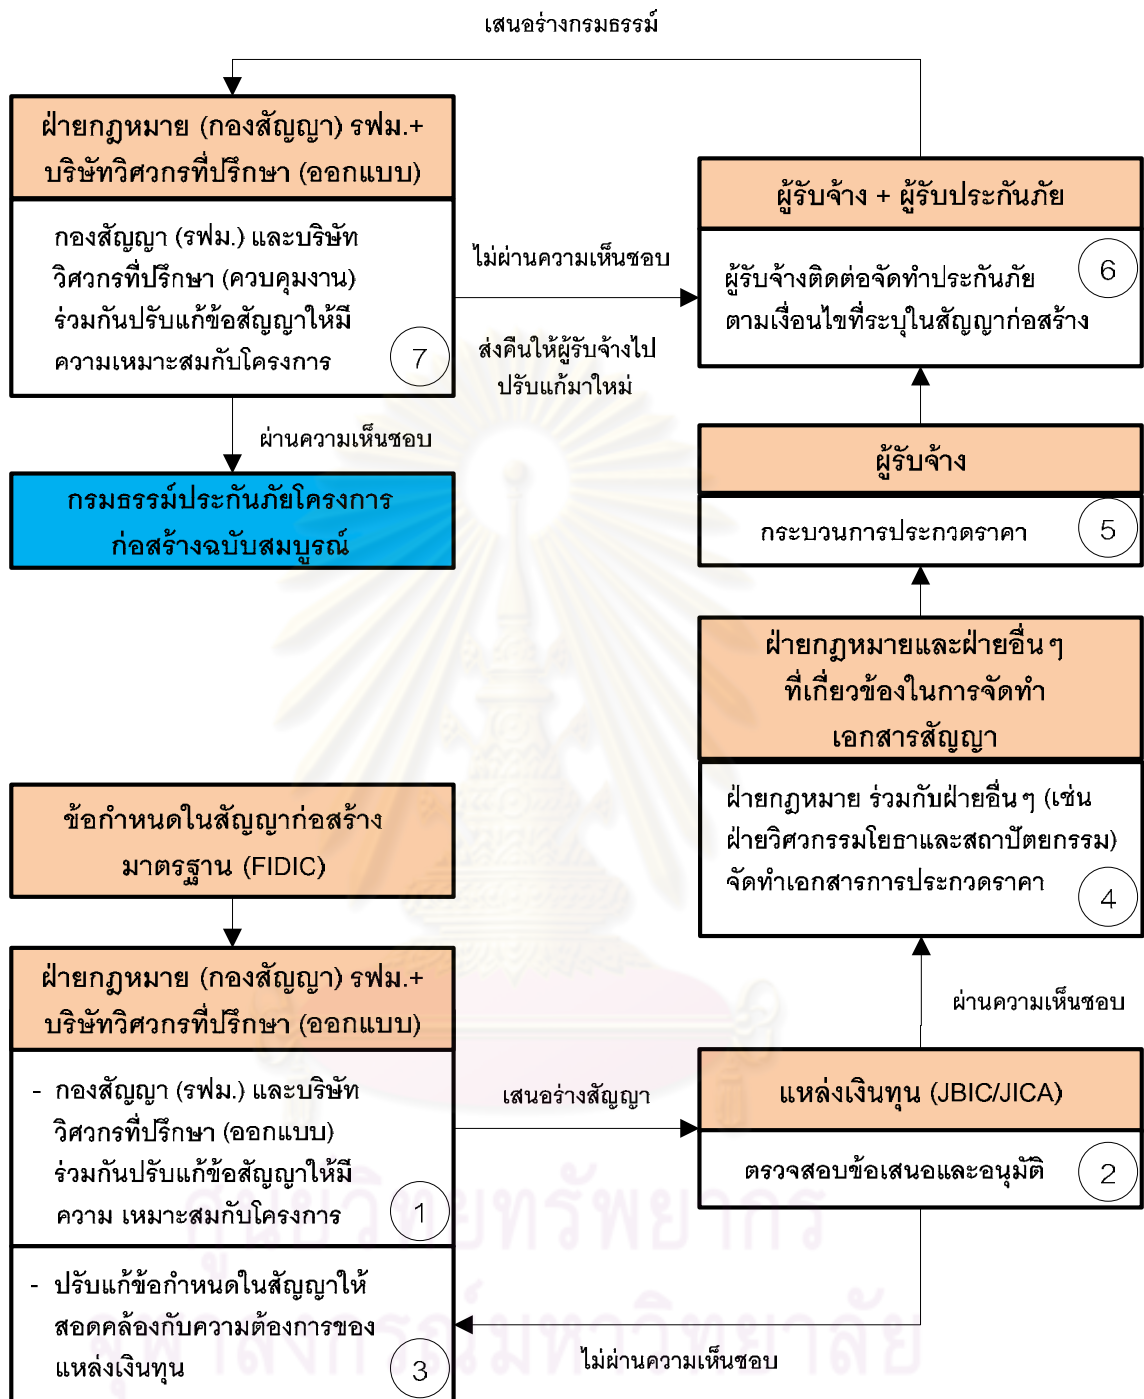 เสนอร่างกรมธรรม์
ฝ่ายกฎหมาย (กองสัญญา) รฟม.+
บริษัทวิศวกรที่ปรึกษา (ออกแบบ)
กองสัญญา (รฟม.) และบริษัท
วิศวกรที่ปรึกษา (ควบคุมงาน)
ร่วมกันปรับแก้ข้อสัญญาให้มี
ความเหมาะสมกับโครงการ
7
ไม่ผ่านความเห็นชอบ
ส่งคืนให้ผู้รับจ้างไป
ปรับแก้มาใหม่
ผู้รับจ้าง + ผู้รับประกันภัย
ผู้รับจ้างติดต่อจัดทำประกันภัย
ตามเงื่อนไขที่ระบุในสัญญาก่อสร้าง
6
ผ่านความเห็นชอบ
กรมธรรม์ประกันภัยโครงการ
ก่อสร้างฉบับสมบูรณ์
ผู้รับจ้าง
กระบวนการประกวดราคา
5
ฝ่ายกฎหมายและฝ่ายอื่นๆ
ที่เกี่ยวข้องในการจัดทำ
เอกสารสัญญา
ฝ่ายกฎหมาย ร่วมกับฝ่ายอื่นๆ (เช่น
ฝ่ายวิศวกรรมโยธาและสถาปัตยกรรม)
จัดทำเอกสารการประกวดราคา
4
ข้อกำหนดในสัญญาก่อสร้าง
มาตรฐาน (FIDIC)
ฝ่ายกฎหมาย (กองสัญญา) รฟม.+
บริษัทวิศวกรที่ปรึกษา (ออกแบบ)
- กองสัญญา (รฟม.) และบริษัท
วิศวกรที่ปรึกษา (ออกแบบ)
ร่วมกันปรับแก้ข้อสัญญาให้มี
ความ เหมาะสมกับโครงการ
1
เสนอร่างสัญญา
ผ่านความเห็นชอบ
แหล่งเงินทุน (JBIC/JICA)
ตรวจสอบข้อเสนอและอนุมัติ
2
- ปรับแก้ข้อกำหนดในสัญญาให้
สอดคล้องกับความต้องการของ
แหล่งเงินทุน
3
ไม่ผ่านความเห็นชอบ
ศูนย์วิทยทรัพยากร
จุฬาลงกรณ์มหาวิทยาลัย